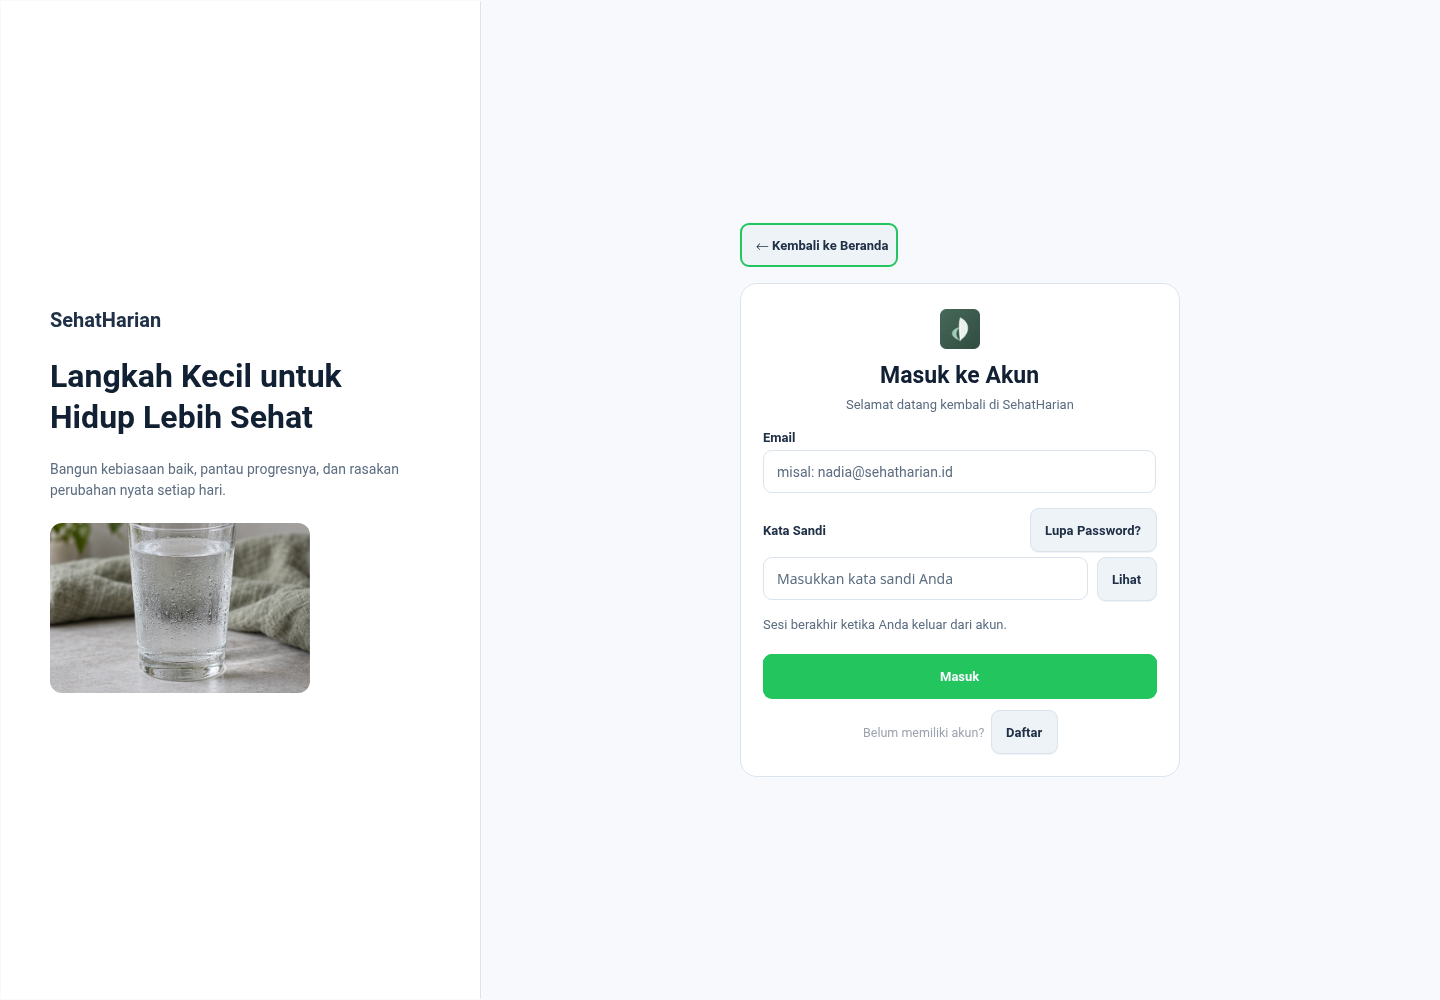 SehatHarian
Langkah Kecil untuk
Hidup Lebih Sehat
Bangun kebiasaan baik, pantau progresnya, dan rasakan
perubahan nyata setiap hari.
← Kembali ke Beranda
Masuk ke Akun
Selamat datang kembali di SehatHarian
Email
misal: nadia@sehatharian.id
Kata Sandi
Lupa Password?
Masukkan kata sandi Anda
Lihat
Sesi berakhir ketika Anda keluar dari akun.
Masuk
Belum memiliki akun? Daftar